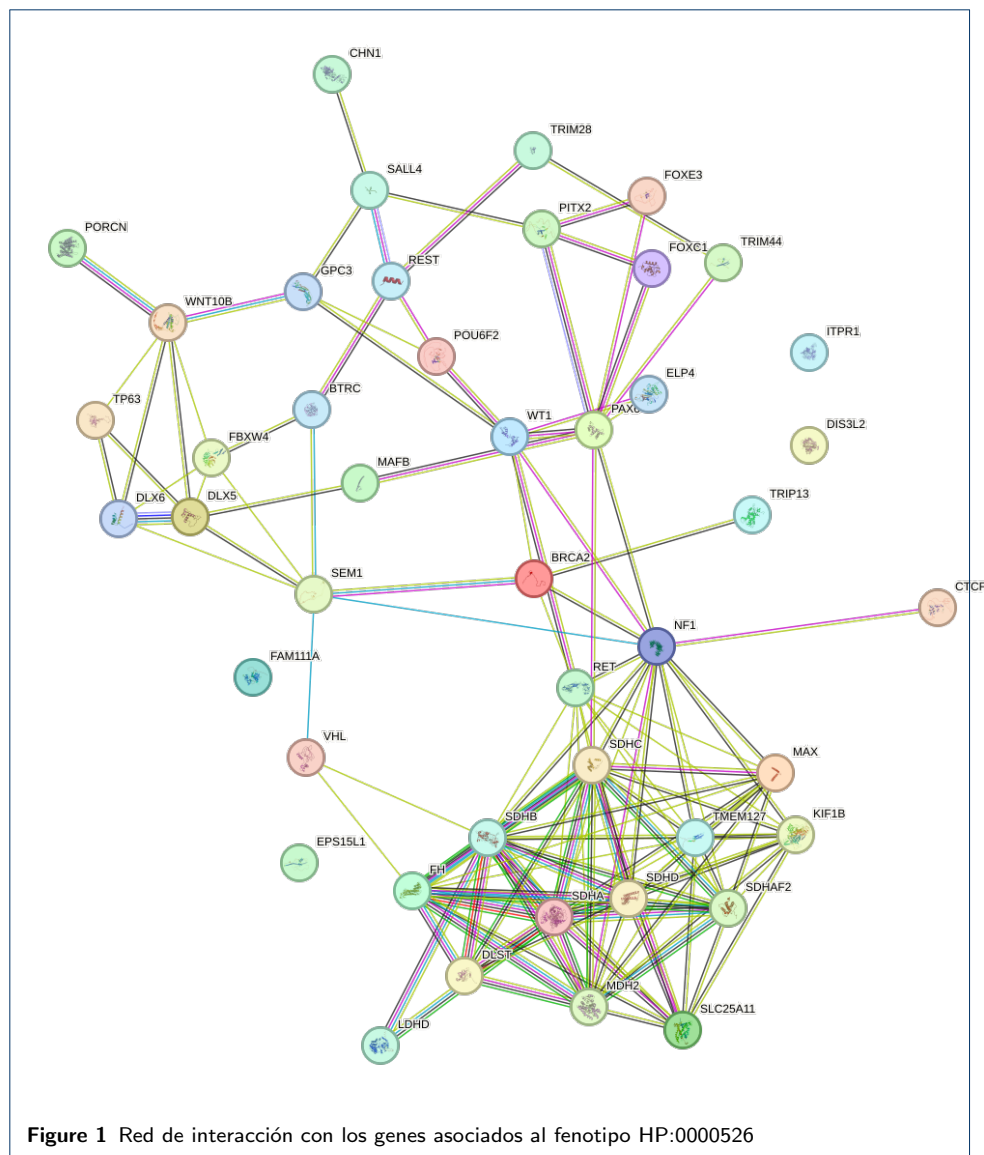 CHN1
TRIM28
SALL4
FOXE3
PITX2
PORCN
FOXC1
TRIM44
REST
GPC3
WNT10B
ITPR1
POU6F2
ELP4
BTRC
TP63
WT1
FBXW4
DIS3L2
MAFB
DLX6
DLX5
TRIP13
BRCA2
SEM1
CTCF
NF1
FAM111A
RET
VHL
SDHC
MAX
SDHB
TMEM127
KIF1B
EPS15L1
FH
SDHD
SDHA
SDHAF2
DLST
MDH2
SLC25A11
LDHD
Figure 1 Red de interacción con los genes asociados al fenotipo HP:0000526